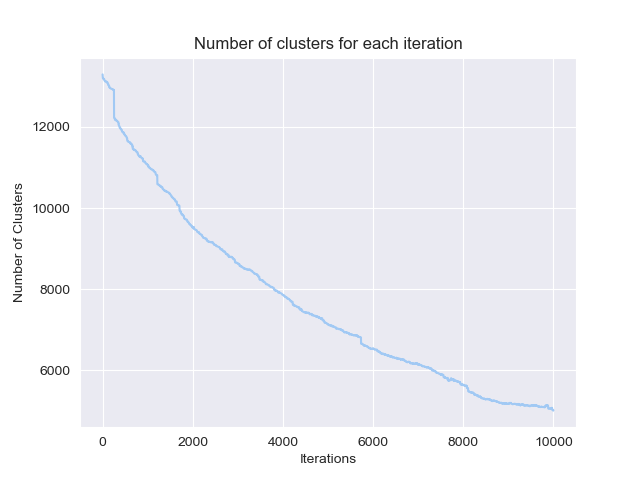 Number of clusters for each iteration
12000
10000
8000
6000
Number of Clusters
0 2000 4000 6000 8000 10000
Iterations